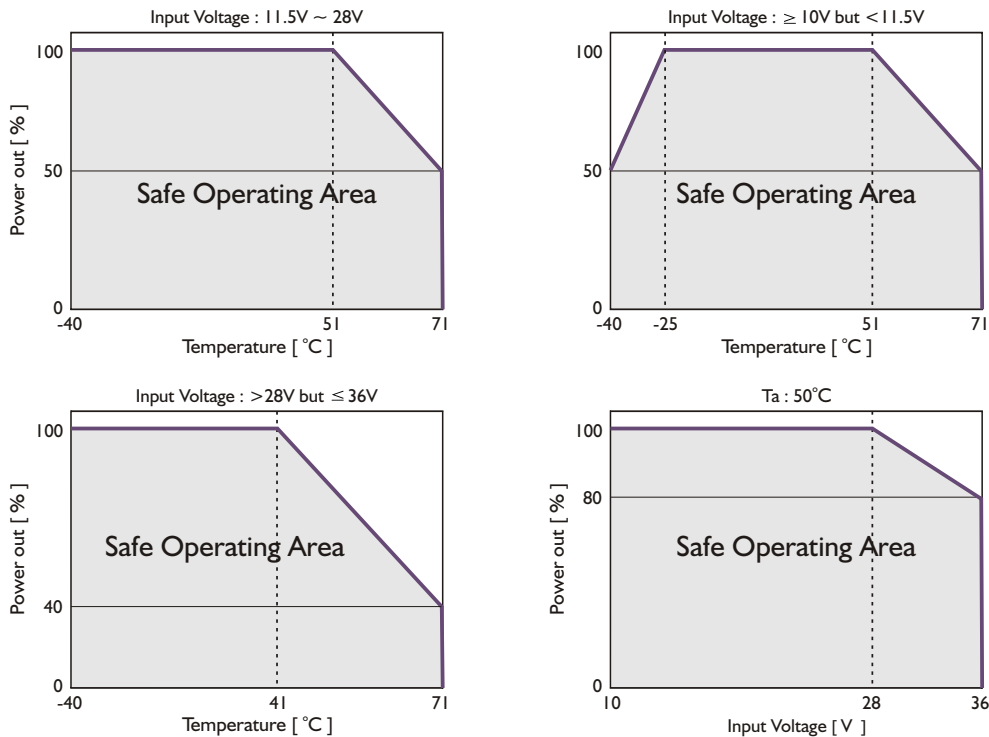 Input Voltage : 11.5V ~ 28V
Power out [ % ]
100
50
0
Safe Operating Area
-40
51
71
Temperature [ °C ]
Input Voltage : ≥ 10V but <11.5V
100
50
0
Safe Operating Area
-40
-25
51
71
Temperature [ °C ]
Input Voltage : >28V but ≤ 36V
Power out [ % ]
100
40
0
Safe Operating Area
-40
41
71
Temperature [ °C ]
Ta : 50°C
Power out [ % ]
100
80
0
Safe Operating Area
10
28
36
Input Voltage [ V ]